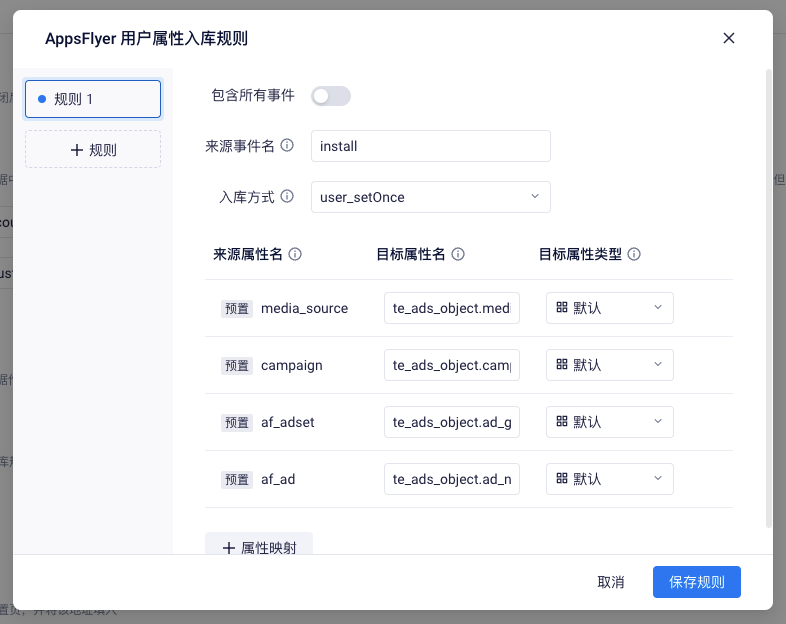 AppsFlyer 用户属性入库规则
规则 1
规则
包含所有事件
来源事件名
install
入库方式
user_setOnce
来源属性名 目标属性名 目标属性类型
预置 media_source te_ads_object.med 默认
预置 campaign te_ads_object.cam 默认
预置 af_adset te_ads_object.ad_g 默认
预置 af_ad te_ads_object.ad_n 默认
属性映射
取消 保存规则